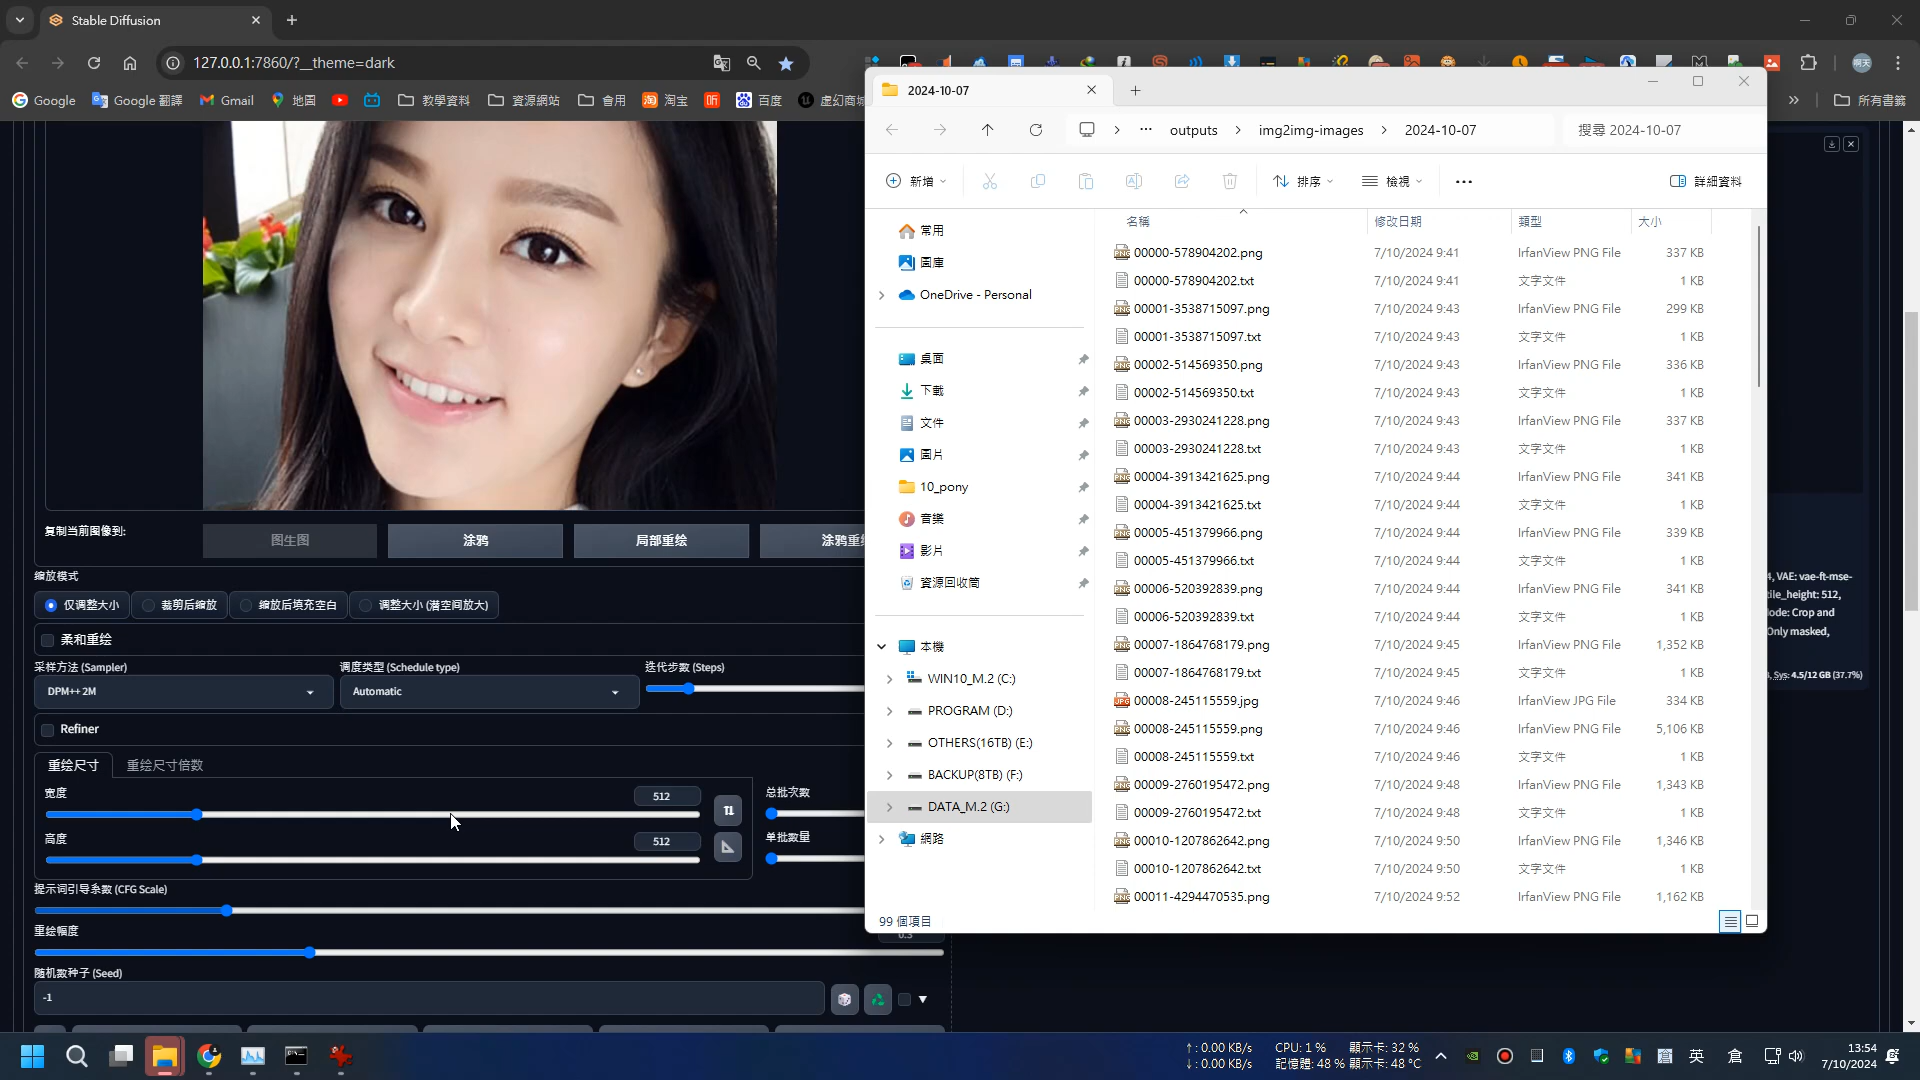 Stable Diffusion
127.0.0.1:7860/?__theme=dark
Google
Google 翻譯
Gmail
地圖
教學資料
資源網站
會用
淘宝
百度
虛幻商城
所有書籤
复制当前图像到:
图生图
涂鸦
局部重绘
涂鸦重绘
缩放模式
仅调整大小
裁剪后缩放
缩放后填充空白
调整大小 (潜空间放大)
柔和重绘
采样方法 (Sampler)
调度类型 (Schedule type)
迭代步数 (Steps)
DPM++ 2M
Automatic
Refiner
重绘尺寸
重绘尺寸倍数
宽度
512
高度
512
总批次数
单批数量
提示词引导系数 (CFG Scale)
重绘幅度
0.3
随机数种子 (Seed)
-1
4, VAE: vae-ft-mse-
tile_height: 512,
lode: Crop and
Only masked,
Sys: 4.5/12 GB (37.7%)
2024-10-07
outputs
img2img-images
2024-10-07
搜尋 2024-10-07
新增
排序
檢視
詳細資料
常用
圖庫
OneDrive - Personal
桌面
下載
文件
圖片
10_pony
音樂
影片
資源回收筒
本機
WIN10_M.2 (C:)
PROGRAM (D:)
OTHERS(16TB) (E:)
BACKUP(8TB) (F:)
DATA_M.2 (G:)
網路
名稱 修改日期 類型 大小
00000-578904202.png 7/10/2024 9:41 IrfanView PNG File 337 KB
00000-578904202.txt 7/10/2024 9:41 文字文件 1 KB
00001-3538715097.png 7/10/2024 9:43 IrfanView PNG File 299 KB
00001-3538715097.txt 7/10/2024 9:43 文字文件 1 KB
00002-514569350.png 7/10/2024 9:43 IrfanView PNG File 336 KB
00002-514569350.txt 7/10/2024 9:43 文字文件 1 KB
00003-2930241228.png 7/10/2024 9:43 IrfanView PNG File 337 KB
00003-2930241228.txt 7/10/2024 9:43 文字文件 1 KB
00004-3913421625.png 7/10/2024 9:44 IrfanView PNG File 341 KB
00004-3913421625.txt 7/10/2024 9:44 文字文件 1 KB
00005-451379966.png 7/10/2024 9:44 IrfanView PNG File 339 KB
00005-451379966.txt 7/10/2024 9:44 文字文件 1 KB
00006-520392839.png 7/10/2024 9:44 IrfanView PNG File 341 KB
00006-520392839.txt 7/10/2024 9:44 文字文件 1 KB
00007-1864768179.png 7/10/2024 9:45 IrfanView PNG File 1,352 KB
00007-1864768179.txt 7/10/2024 9:45 文字文件 1 KB
00008-245115559.jpg 7/10/2024 9:46 IrfanView JPG File 334 KB
00008-245115559.png 7/10/2024 9:46 IrfanView PNG File 5,106 KB
00008-245115559.txt 7/10/2024 9:46 文字文件 1 KB
00009-2760195472.png 7/10/2024 9:48 IrfanView PNG File 1,343 KB
00009-2760195472.txt 7/10/2024 9:48 文字文件 1 KB
00010-1207862642.png 7/10/2024 9:50 IrfanView PNG File 1,346 KB
00010-1207862642.txt 7/10/2024 9:50 文字文件 1 KB
00011-4294470535.png 7/10/2024 9:52 IrfanView PNG File 1,162 KB
99 個項目
↑: 0.00 KB/s CPU: 1 % 顯示卡: 32 %
↓: 0.00 KB/s 記憶體: 48 % 顯示卡: 48 °C
英
倉
13:54
7/10/2024